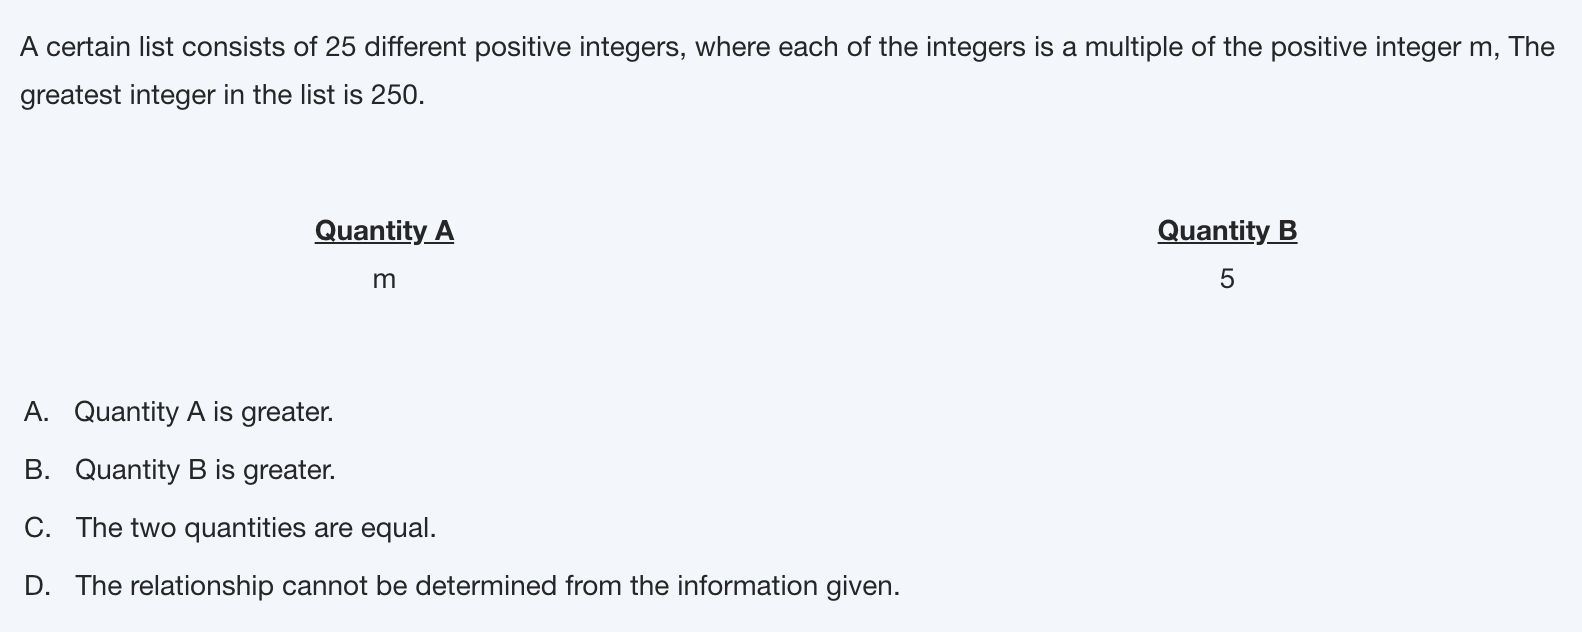 A certain list consists of 25 different positive integers, where each of the integers is a multiple of the positive integer m, The
greatest integer in the list is 250.
Quantity A
Quantity B
m
5
A. Quantity A is greater.
B. Quantity B is greater.
C. The two quantities are equal.
D. The relationship cannot be determined from the information given.